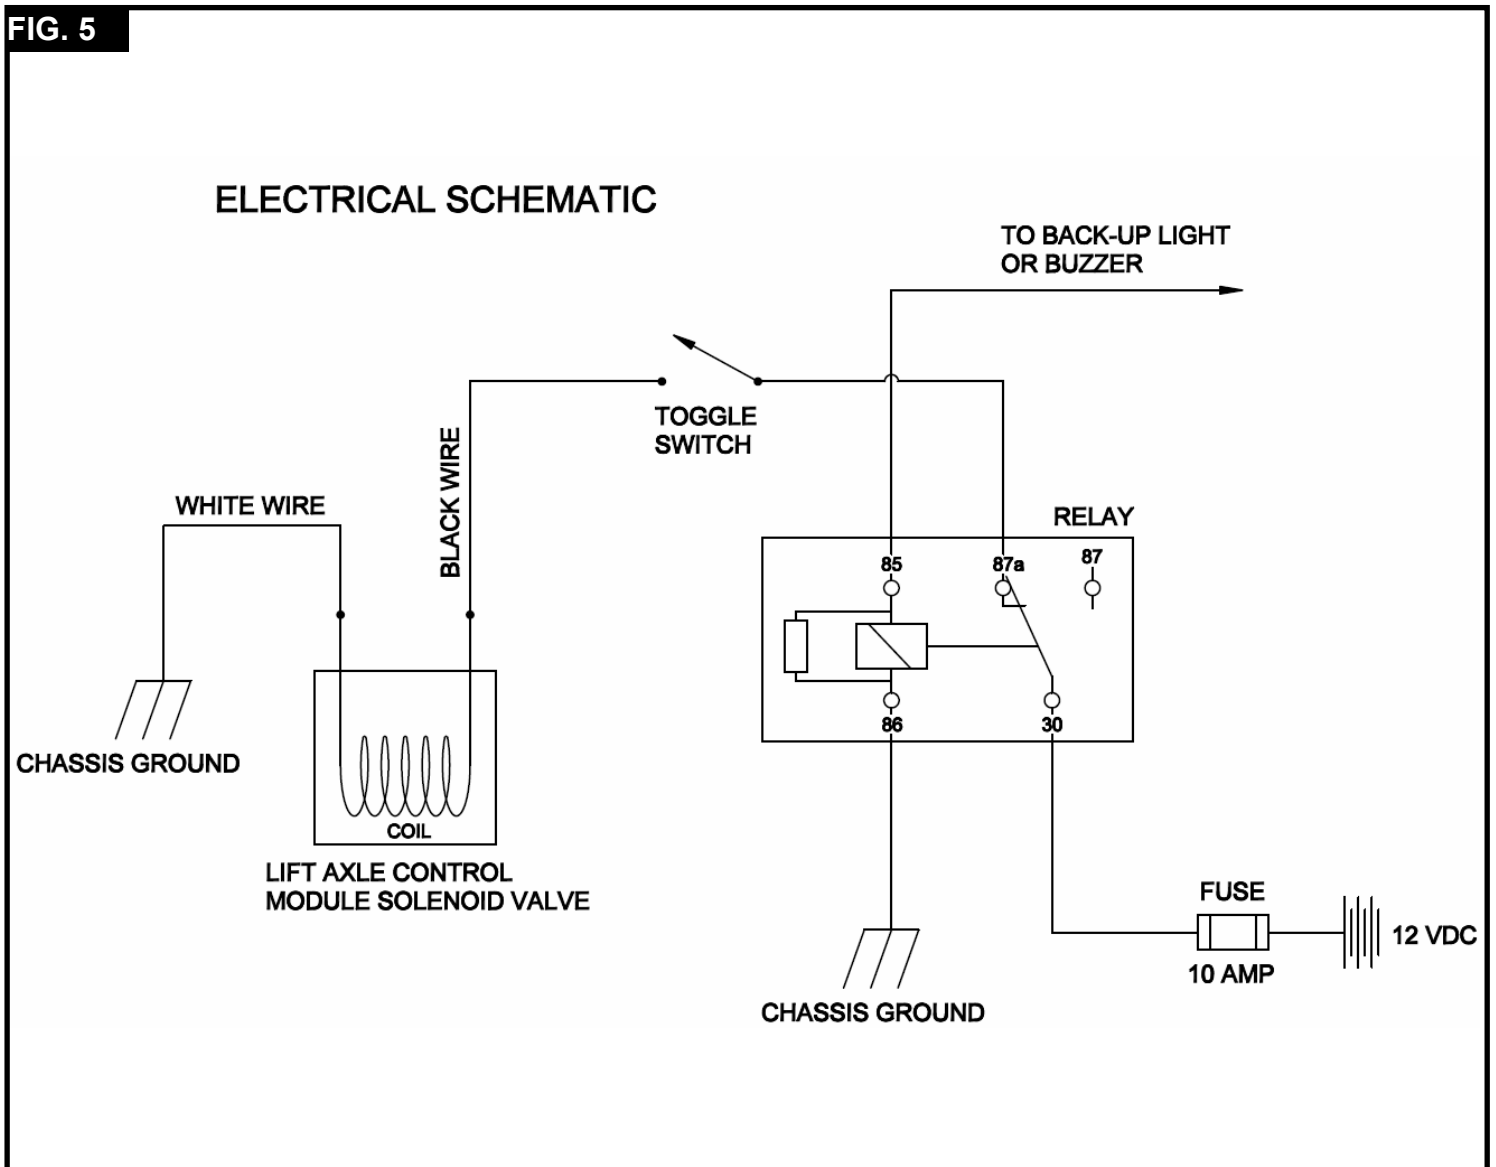 FIG. 5
ELECTRICAL SCHEMATIC
TO BACK-UP LIGHT
OR BUZZER
TOGGLE
SWITCH
BLACK WIRE
WHITE WIRE
RELAY
85
87a
87
86
30
CHASSIS GROUND
COIL
LIFT AXLE CONTROL
MODULE SOLENOID VALVE
FUSE
12 VDC
10 AMP
CHASSIS GROUND